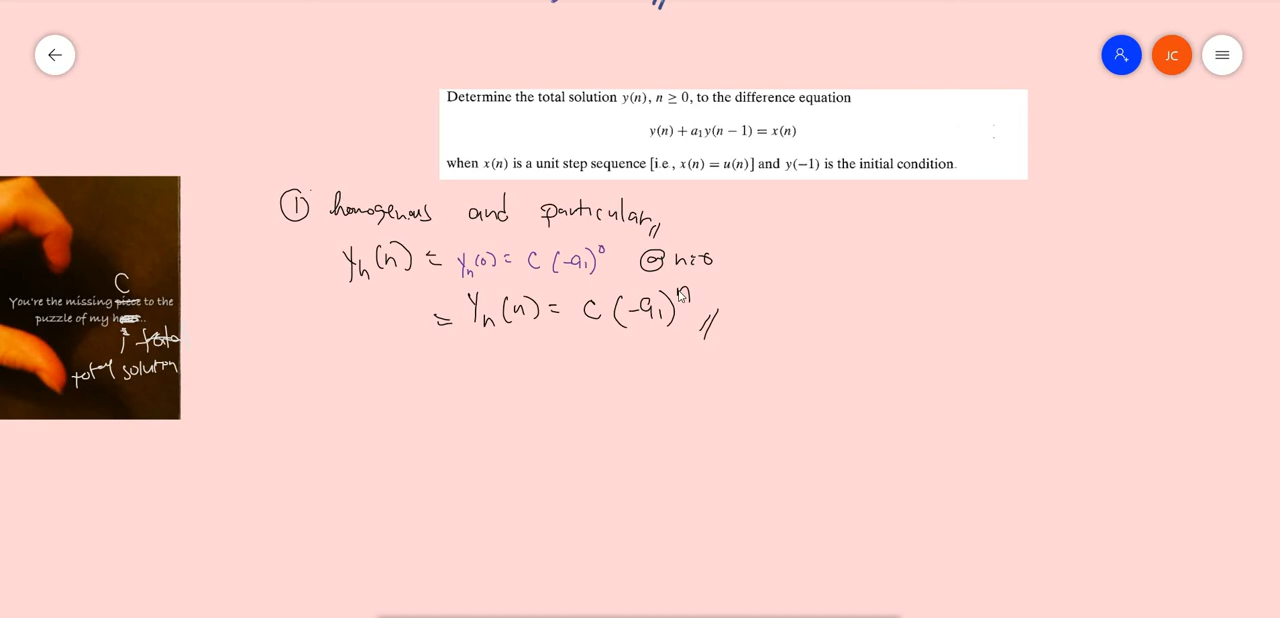 JC
Determine the total solution y(n), n ≥ 0, to the difference equation
y(n) + a₁y(n − 1) = x(n)
when x(n) is a unit step sequence [i.e., x(n) = u(n)] and y(−1) is the initial condition.
① homogenous and particular //
yₕ(n) = yₕ(0) = C (-a₁)⁰ @ n=0
= yₕ(n) = C (-a₁)ⁿ //
C
You're the missing piece to the
puzzle of my
total solution